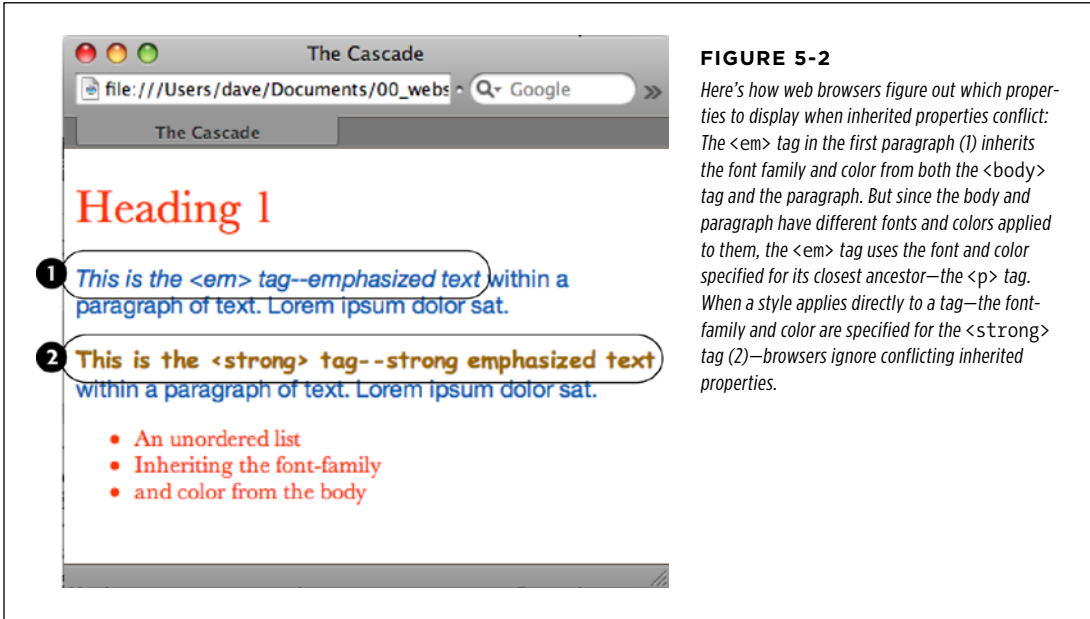 The Cascade
file:///Users/dave/Documents/00_webs
Google
The Cascade
Heading 1
1
This is the <em> tag--emphasized text within a
paragraph of text. Lorem ipsum dolor sat.
2
This is the <strong> tag--strong emphasized text
within a paragraph of text. Lorem ipsum dolor sat.
• An unordered list
• Inheriting the font-family
• and color from the body
FIGURE 5-2
Here's how web browsers figure out which proper-
ties to display when inherited properties conflict:
The <em> tag in the first paragraph (1) inherits
the font family and color from both the <body>
tag and the paragraph. But since the body and
paragraph have different fonts and colors applied
to them, the <em> tag uses the font and color
specified for its closest ancestor—the <p> tag.
When a style applies directly to a tag—the font-
family and color are specified for the <strong>
tag (2)—browsers ignore conflicting inherited
properties.